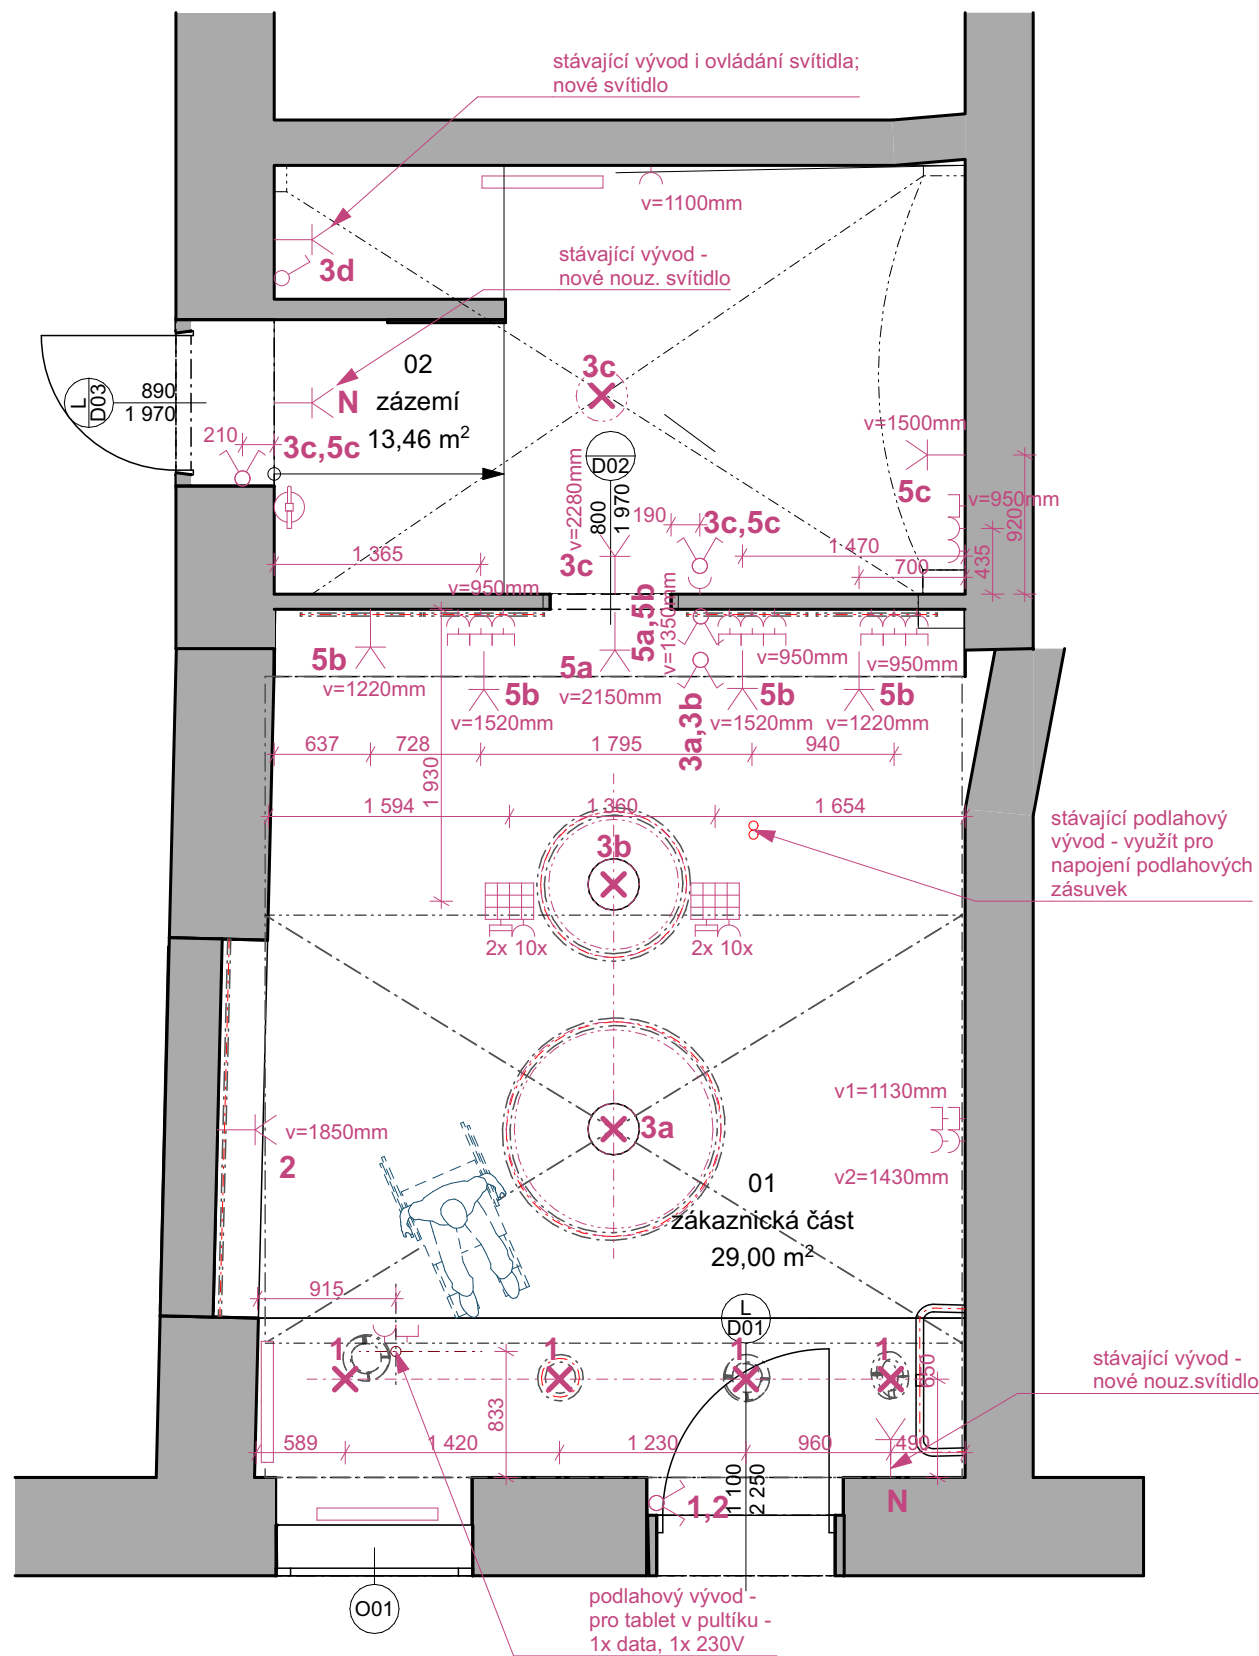 stávající vývod i ovládání svítidla;
nové svítidlo
v=1100mm
stávající vývod -
nové nouz. svítidlo
3d
3c
02
zázemí
13,46 m²
N
L
D03
890
1 970
210
3c,5c
v=1500mm
5c
v=950mm
920
435
D02
v=2280mm
800
1 970
190
3c,5c
1 470
700
1 365
3c
v=950mm
5a,5b
v=1350mm
5b
v=1220mm
5a
v=2150mm
5b
v=1520mm
v=950mm
v=950mm
5b
v=1520mm
5b
v=1220mm
3a,3b
637
728
1 795
940
1 930
1 594
1 360
1 654
3b
2x 10x
2x 10x
stávající podlahový
vývod - využít pro
napojení podlahových
zásuvek
3a
v1=1130mm
v2=1430mm
v=1850mm
2
01
zákaznická část
29,00 m²
915
L
D01
1
1
1
1
650
833
stávající vývod -
nové nouz.svítidlo
589
1 420
1 230
960
490
1 100
2 250
1,2
N
O01
podlahový vývod -
pro tablet v pultíku -
1x data, 1x 230V